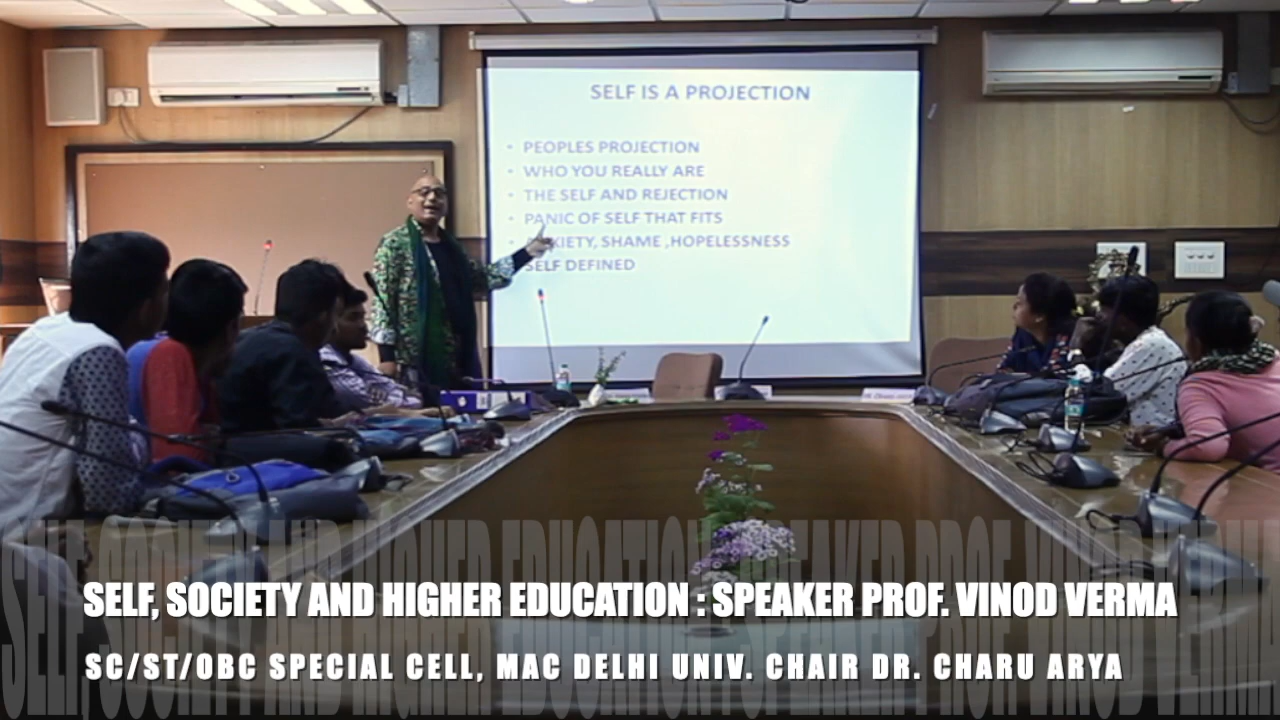 SELF IS A PROJECTION
• PEOPLES PROJECTION
• WHO YOU REALLY ARE
• THE SELF AND REJECTION
• PANIC OF SELF THAT FITS
SHAME ,HOPELESSNESS
SELF DEFINED
SELF, SOCIETY AND HIGHER EDUCATION : SPEAKER PROF. VINOD VERMA
SC/ST/OBC SPECIAL CELL, MAC DELHI UNIV. CHAIR DR. CHARU ARYA